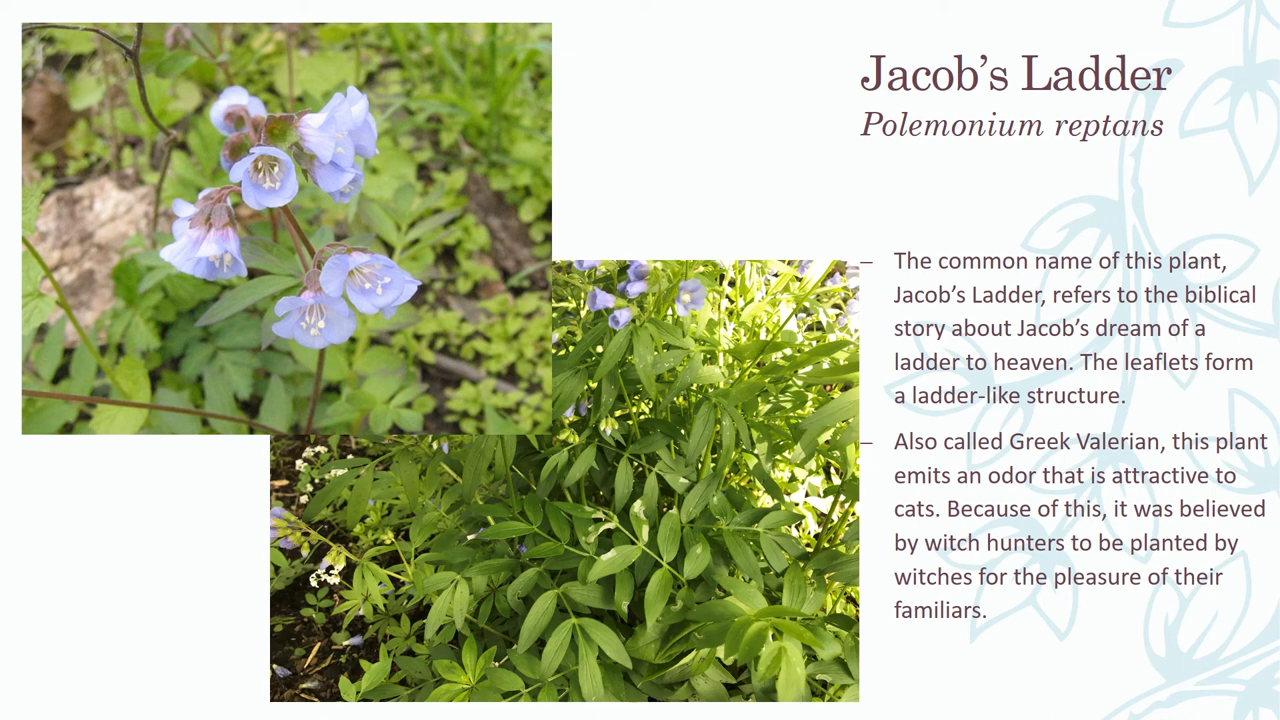 Jacob’s Ladder
Polemonium reptans
– The common name of this plant,
Jacob’s Ladder, refers to the biblical
story about Jacob’s dream of a
ladder to heaven. The leaflets form
a ladder-like structure.
– Also called Greek Valerian, this plant
emits an odor that is attractive to
cats. Because of this, it was believed
by witch hunters to be planted by
witches for the pleasure of their
familiars.